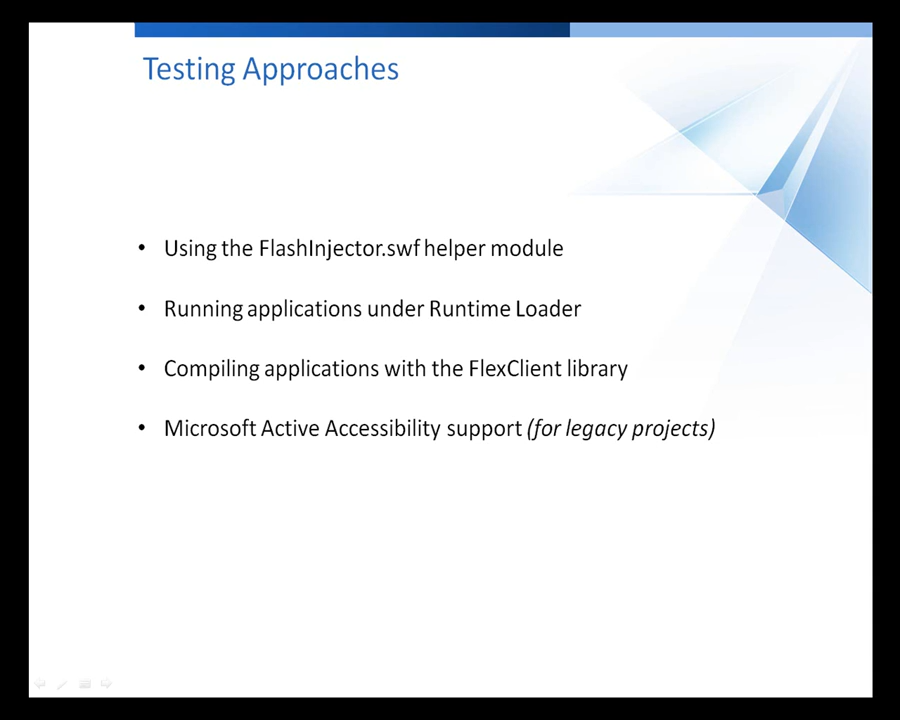 Testing Approaches
• Using the FlashInjector.swf helper module
• Running applications under Runtime Loader
• Compiling applications with the FlexClient library
• Microsoft Active Accessibility support (for legacy projects)